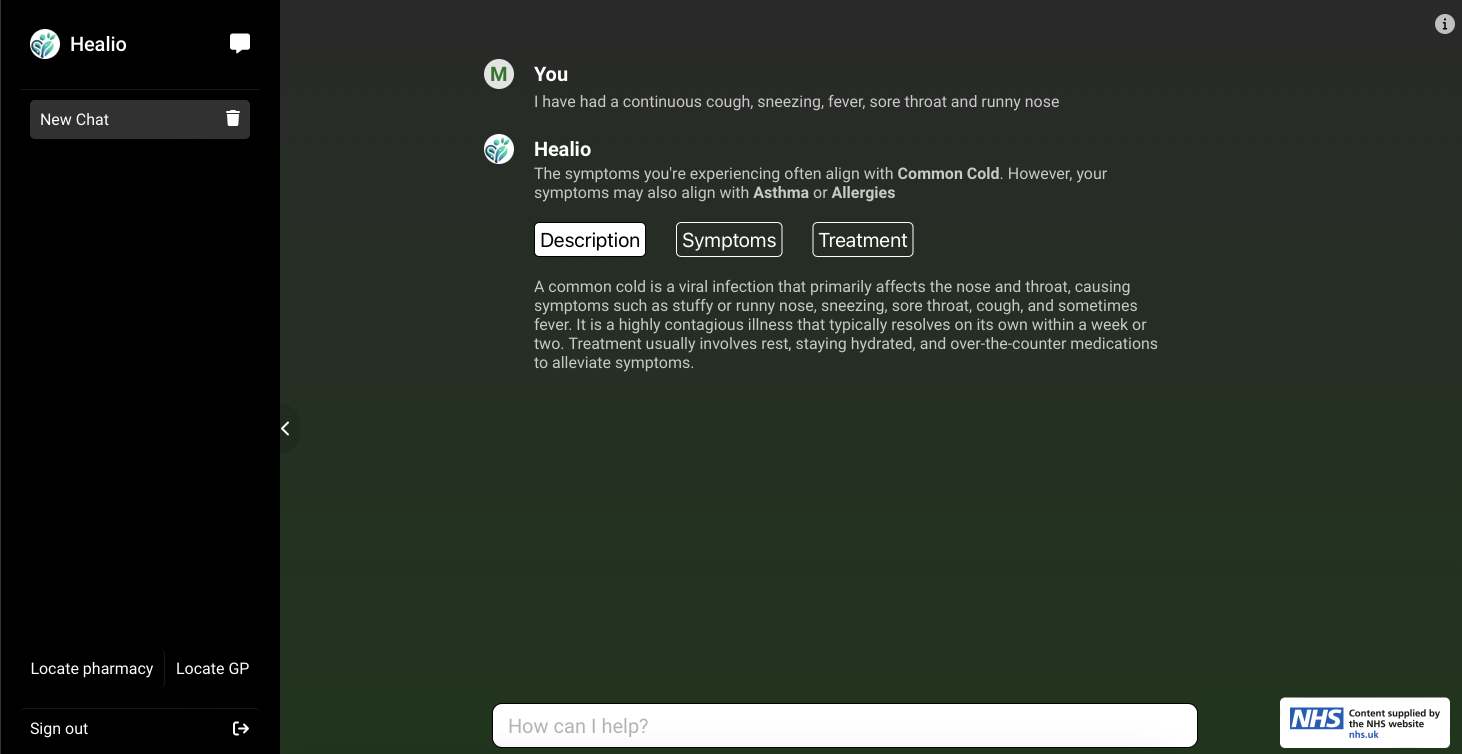 Healio
New Chat
Locate pharmacy
Locate GP
Sign out
i
M
You
I have had a continuous cough, sneezing, fever, sore throat and runny nose
Healio
The symptoms you're experiencing often align with Common Cold. However, your
symptoms may also align with Asthma or Allergies
Description
Symptoms
Treatment
A common cold is a viral infection that primarily affects the nose and throat, causing
symptoms such as stuffy or runny nose, sneezing, sore throat, cough, and sometimes
fever. It is a highly contagious illness that typically resolves on its own within a week or
two. Treatment usually involves rest, staying hydrated, and over-the-counter medications
to alleviate symptoms.
How can I help?
NHS
Content supplied by
the NHS website
nhs.uk